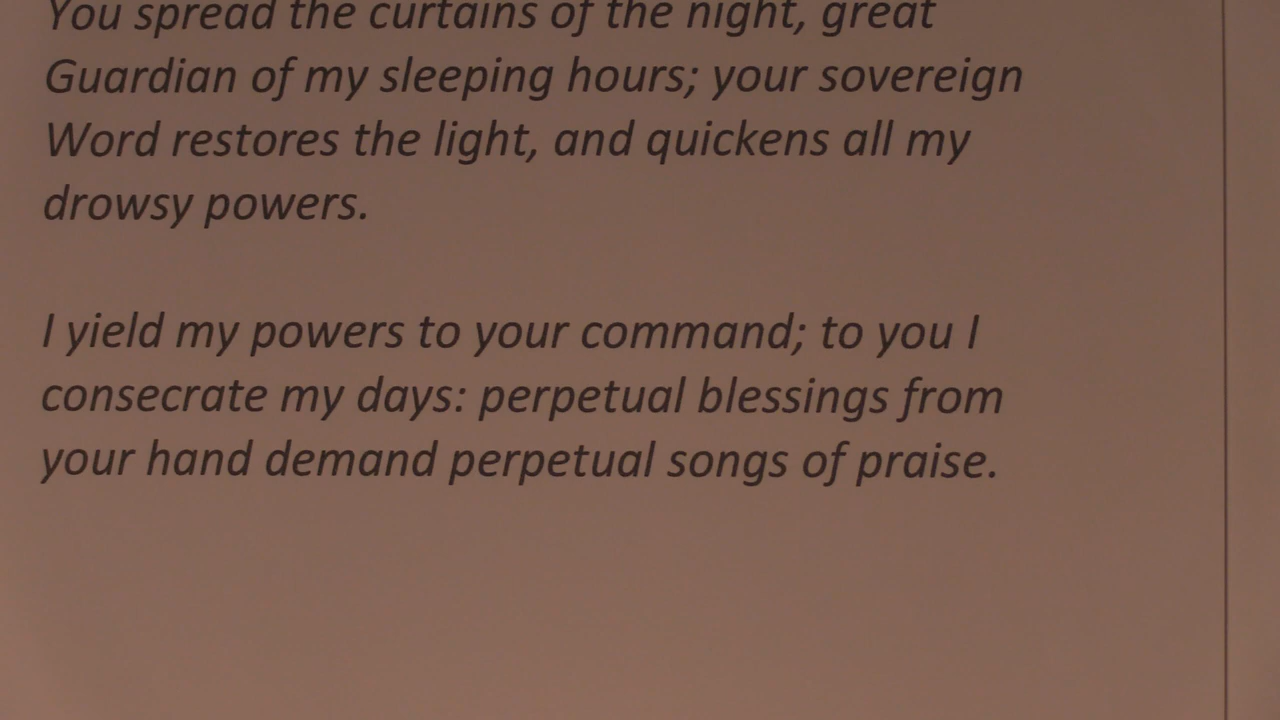 You spread the curtains of the night, great
Guardian of my sleeping hours; your sovereign
Word restores the light, and quickens all my
drowsy powers.
I yield my powers to your command; to you I
consecrate my days: perpetual blessings from
your hand demand perpetual songs of praise.